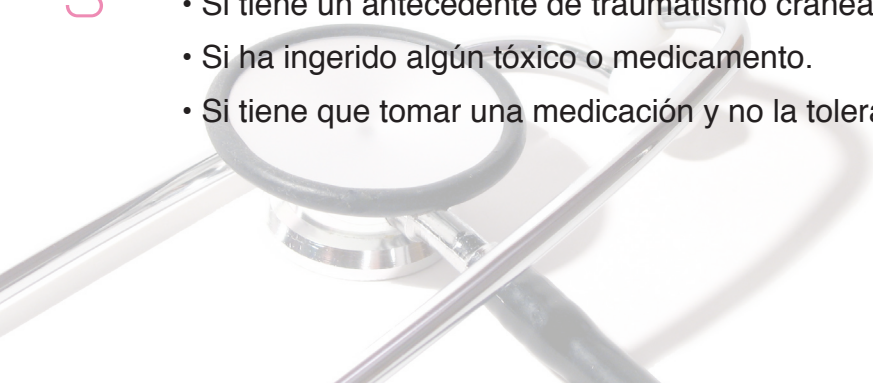 • Si tiene un antecedente de traumatismo cranea
• Si ha ingerido algún tóxico o medicamento.
• Si tiene que tomar una medicación y no la tolera